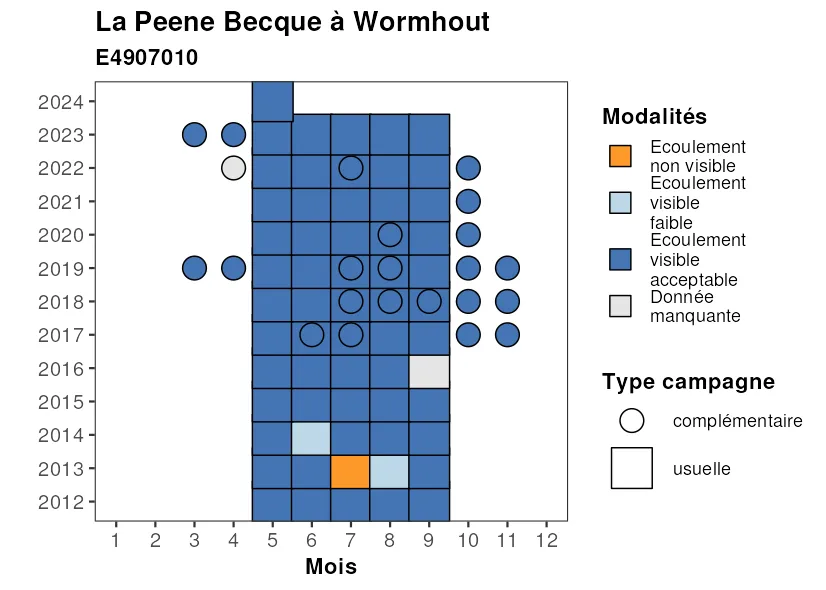 La Peene Becque à Wormhout
E4907010
2024
2023
2022
2021
2020
2019
2018
2017
2016
2015
2014
2013
2012
1 2 3 4 5 6 7 8 9 10 11 12
Mois
Modalités
Ecoulement
non visible
Ecoulement
visible
faible
Ecoulement
visible
acceptable
Donnée
manquante
Type campagne
complémentaire
usuelle